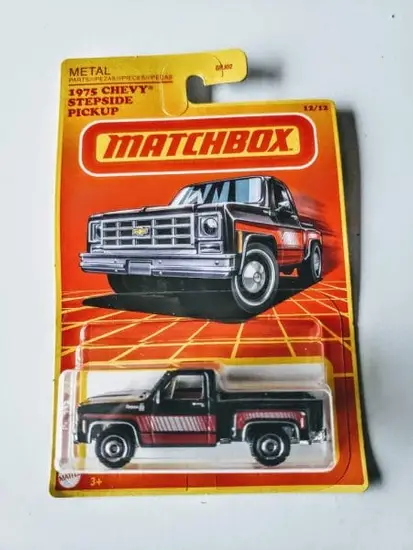 METAL
1975 CHEVY®
STEPSIDE
PICKUP
12/12
MATCHBOX
3+